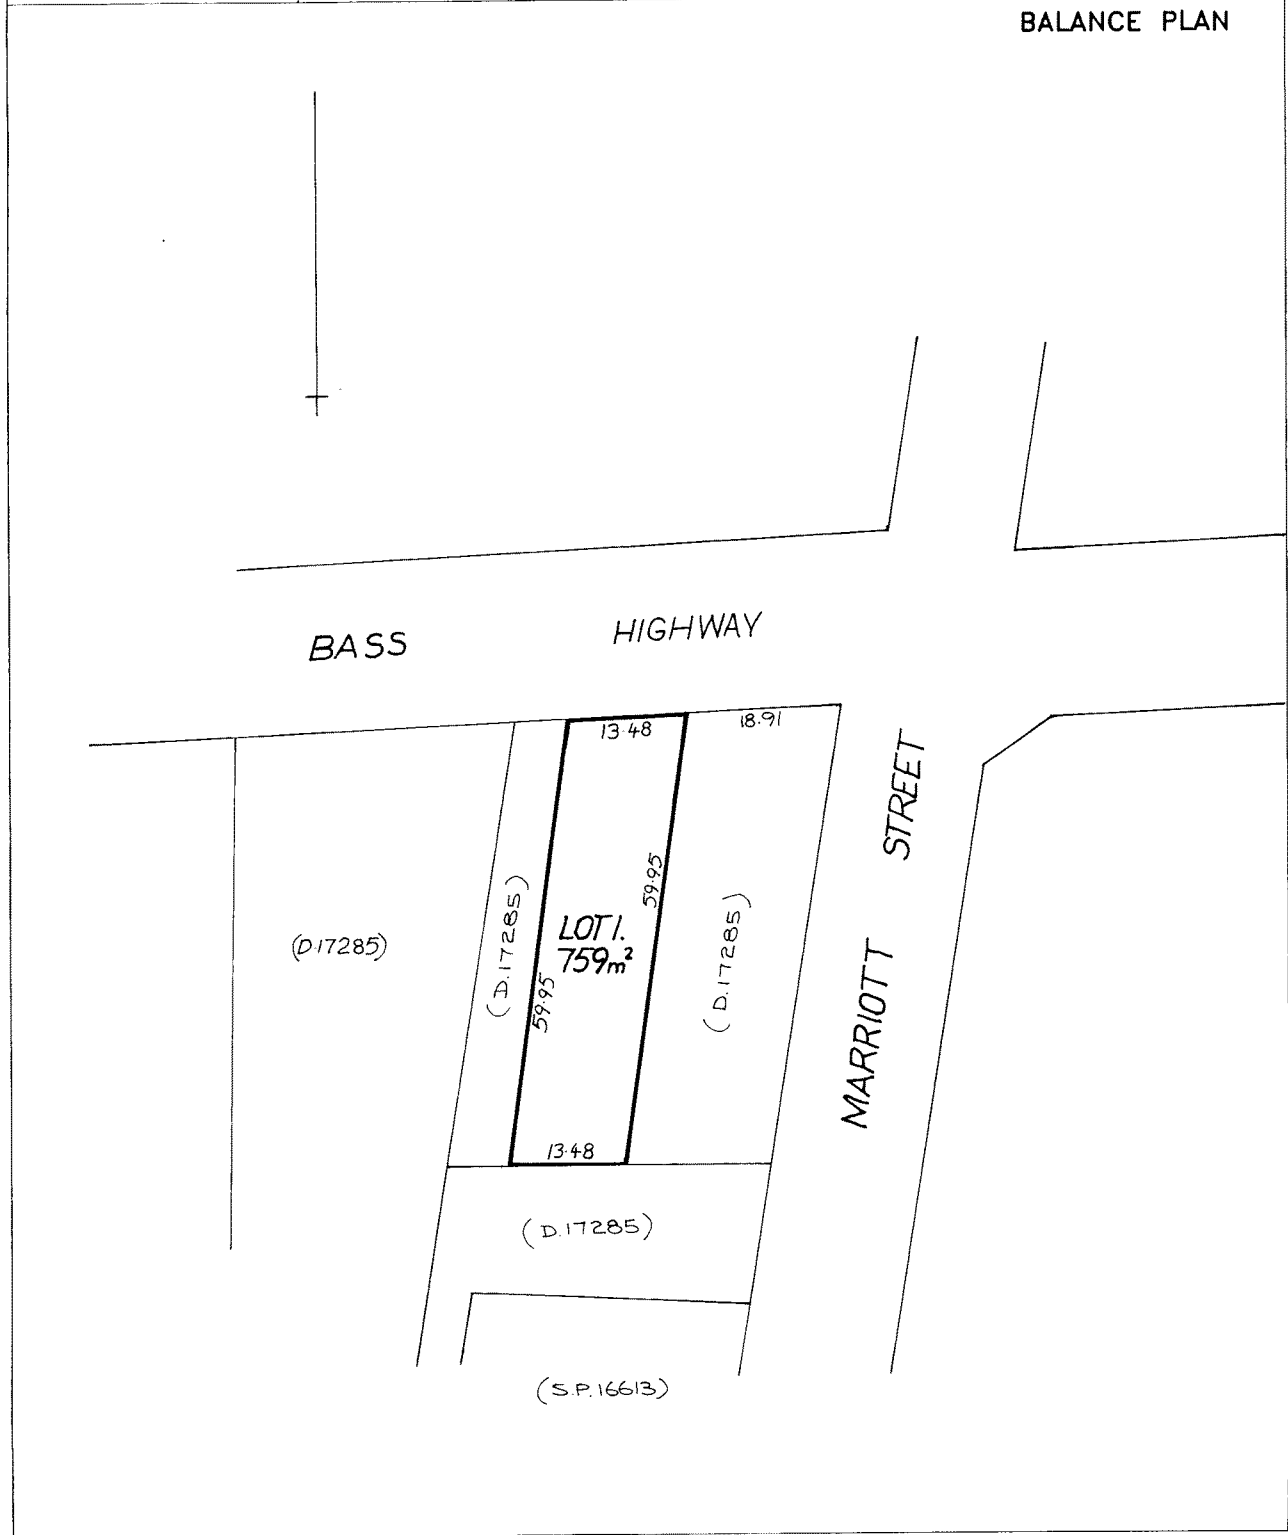 BALANCE PLAN
BASS HIGHWAY
13.48
18.91
STREET
MARRIOTT
59.95
(D.17285)
LOT 1.
759m²
(D.17285)
(D.17285)
59.95
13.48
(D.17285)
(S.P.16613)